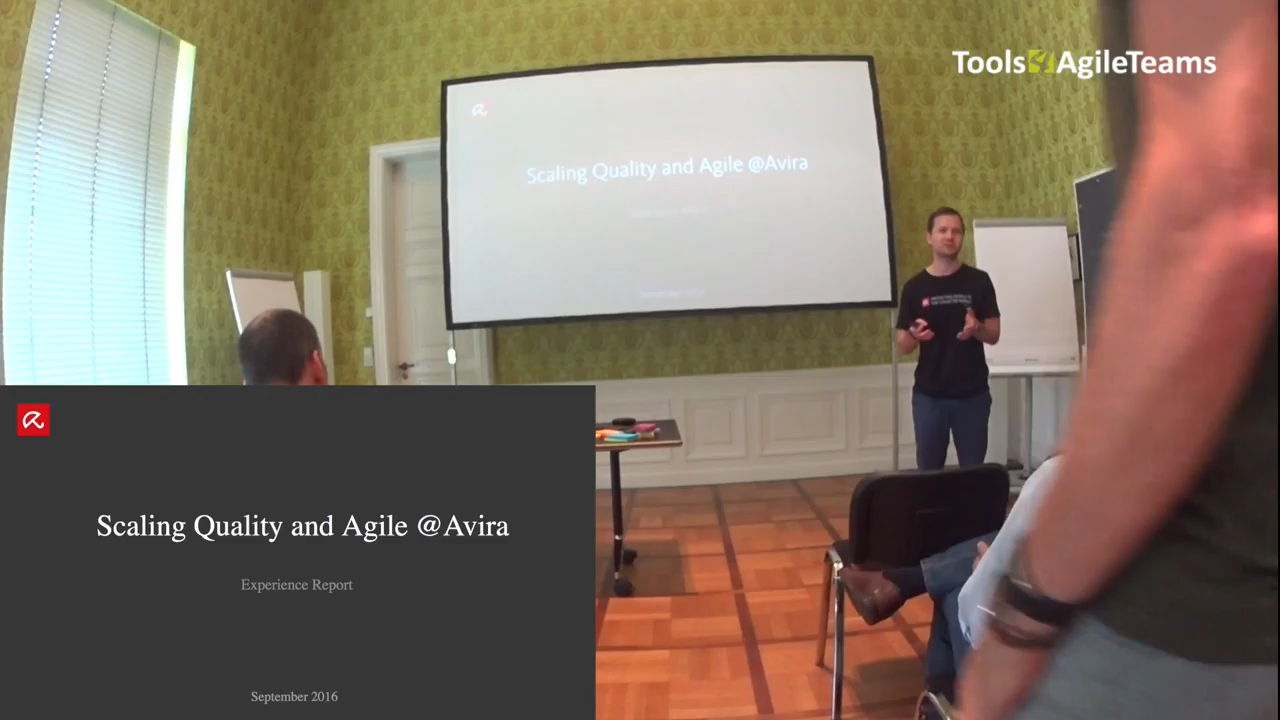 Tools4AgileTeams
Scaling Quality and Agile @Avira
Scaling Quality and Agile @Avira
Experience Report
September 2016